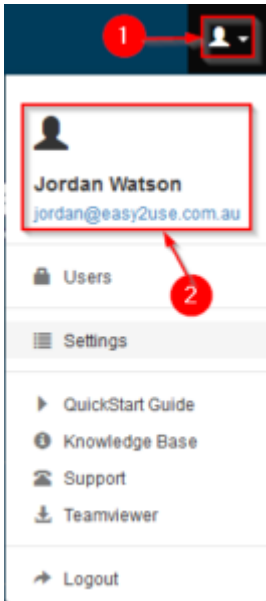 1
Jordan Watson
jordan@easy2use.com.au
Users
2
Settings
QuickStart Guide
Knowledge Base
Support
Teamviewer
Logout